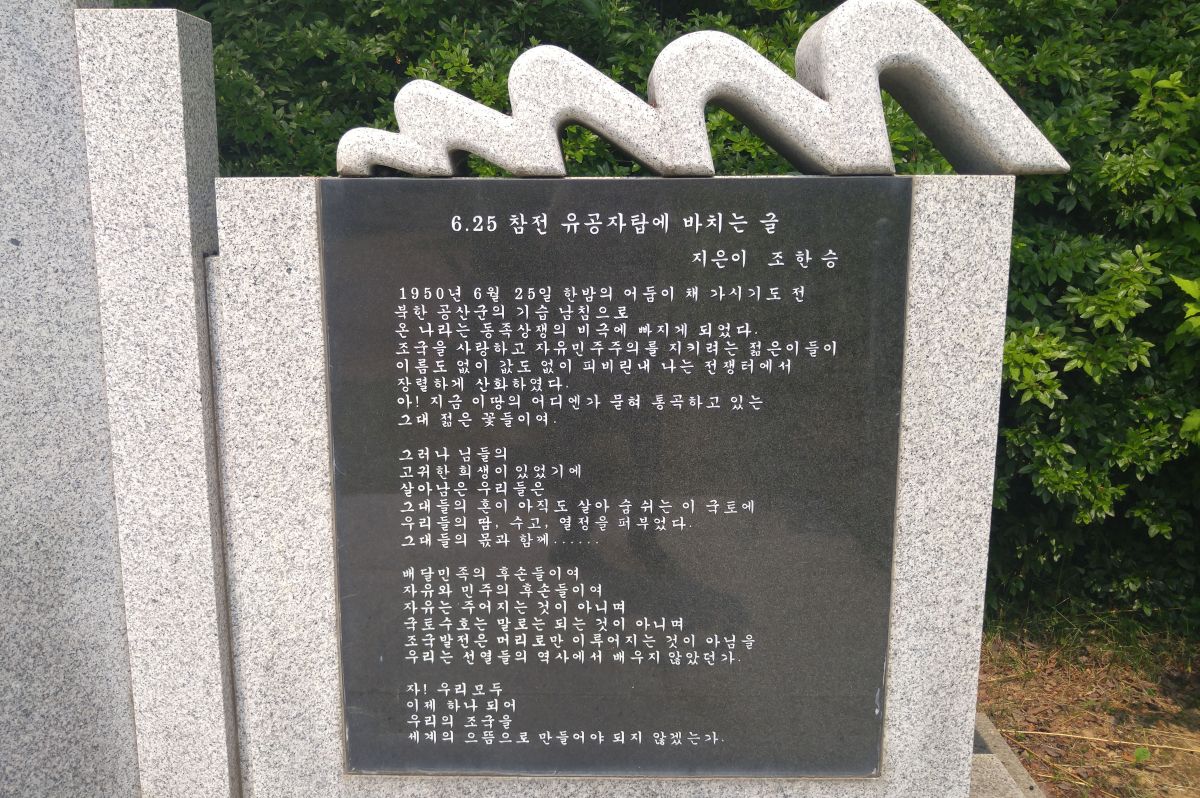 6.25 참전 유공자탑에 바치는 글
지은이 조한승
1950년 6월 25일 한밤의 어둠이 채 가시기도 전
북한 공산군의 기습 남침으로
온 나라는 동족상쟁의 비극에 빠지게 되었다.
조국을 사랑하고 자유민주주의를 지키려는 젊은이들이
이름도 없이 값도 없이 피비린내 나는 전쟁터에서
장렬하게 산화하였다.
아! 지금 이땅의 어디엔가 묻혀 통곡하고 있는
그대 젊은 꽃들이여.
그러나 님들의
고귀한 희생이 있었기에
살아남은 우리들은
그대들의 혼이 아직도 살아 숨 쉬는 이 국토에
우리들의 땀, 수고, 열정을 퍼부었다.
그대들의 몫과 함께......
배달민족의 후손들이여
자유와 민주의 후손들이여
자유는 주어지는 것이 아니며
국토수호는 말로는 되는 것이 아니며
조국발전은 머리로만 이룩어지는 것이 아님을
우리는 선열들의 역사에서 배우지 않았던가.
자! 우리모두
이제 하나 되어
우리의 조국을
세계의 으뜸으로 만들어야 되지 않겠는가.